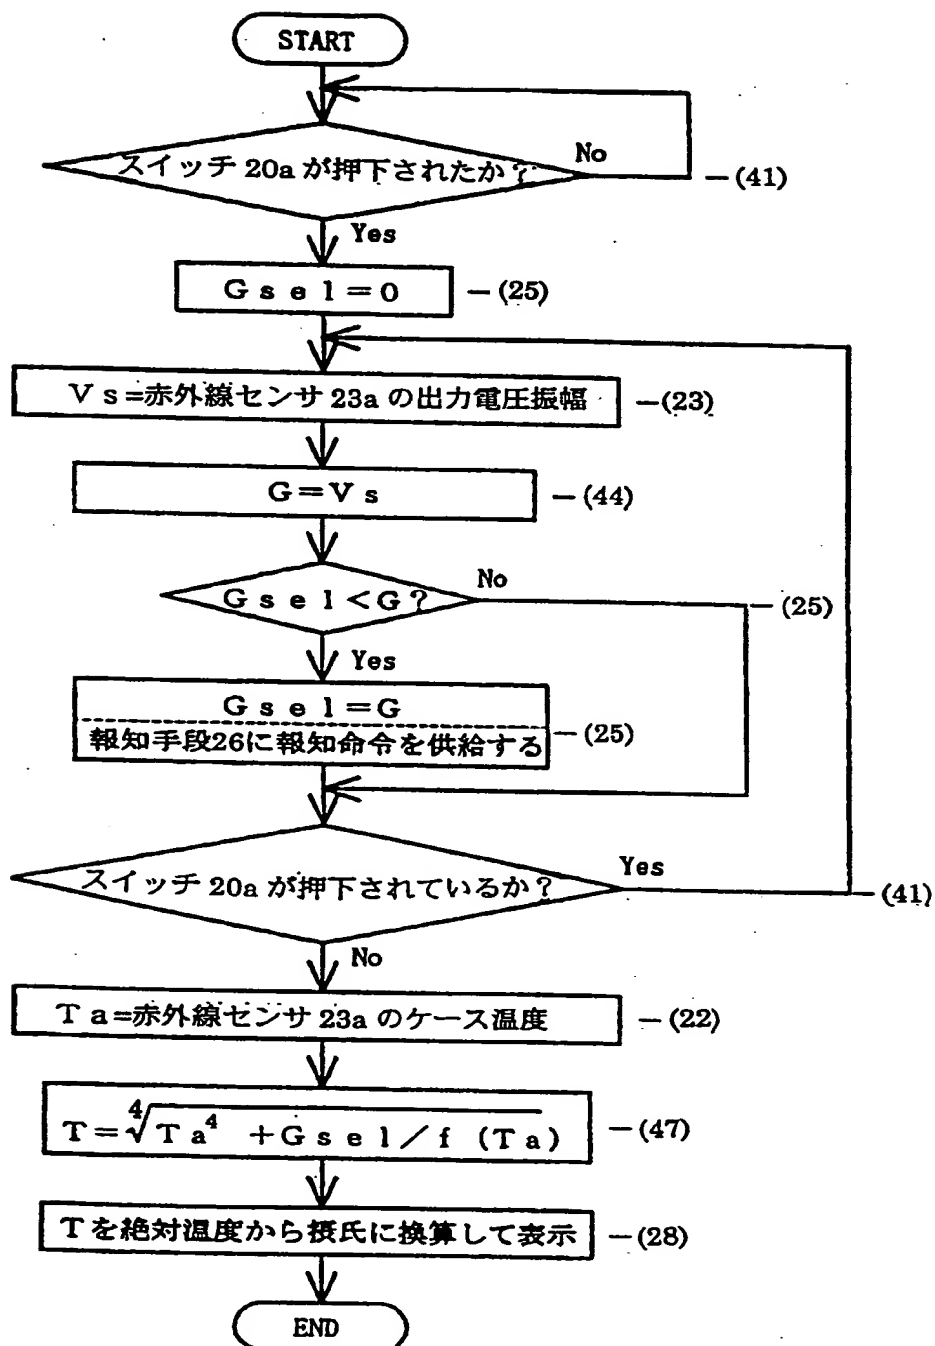 START
スイッチ 20a が押下されたか？
No
—(41)
Yes
Gsel=0
—(25)
Vs=赤外線センサ 23a の出力電圧振幅
—(23)
G=Vs
—(44)
Gsel<G？
No
—(25)
Yes
Gsel=G
報知手段26に報知命令を供給する
—(25)
スイッチ 20a が押下されているか？
Yes
—(41)
No
Ta=赤外線センサ 23a のケース温度
—(22)
T=∜Ta⁴ +Gsel／f (Ta)
—(47)
Tを絶対温度から摂氏に換算して表示
—(28)
END